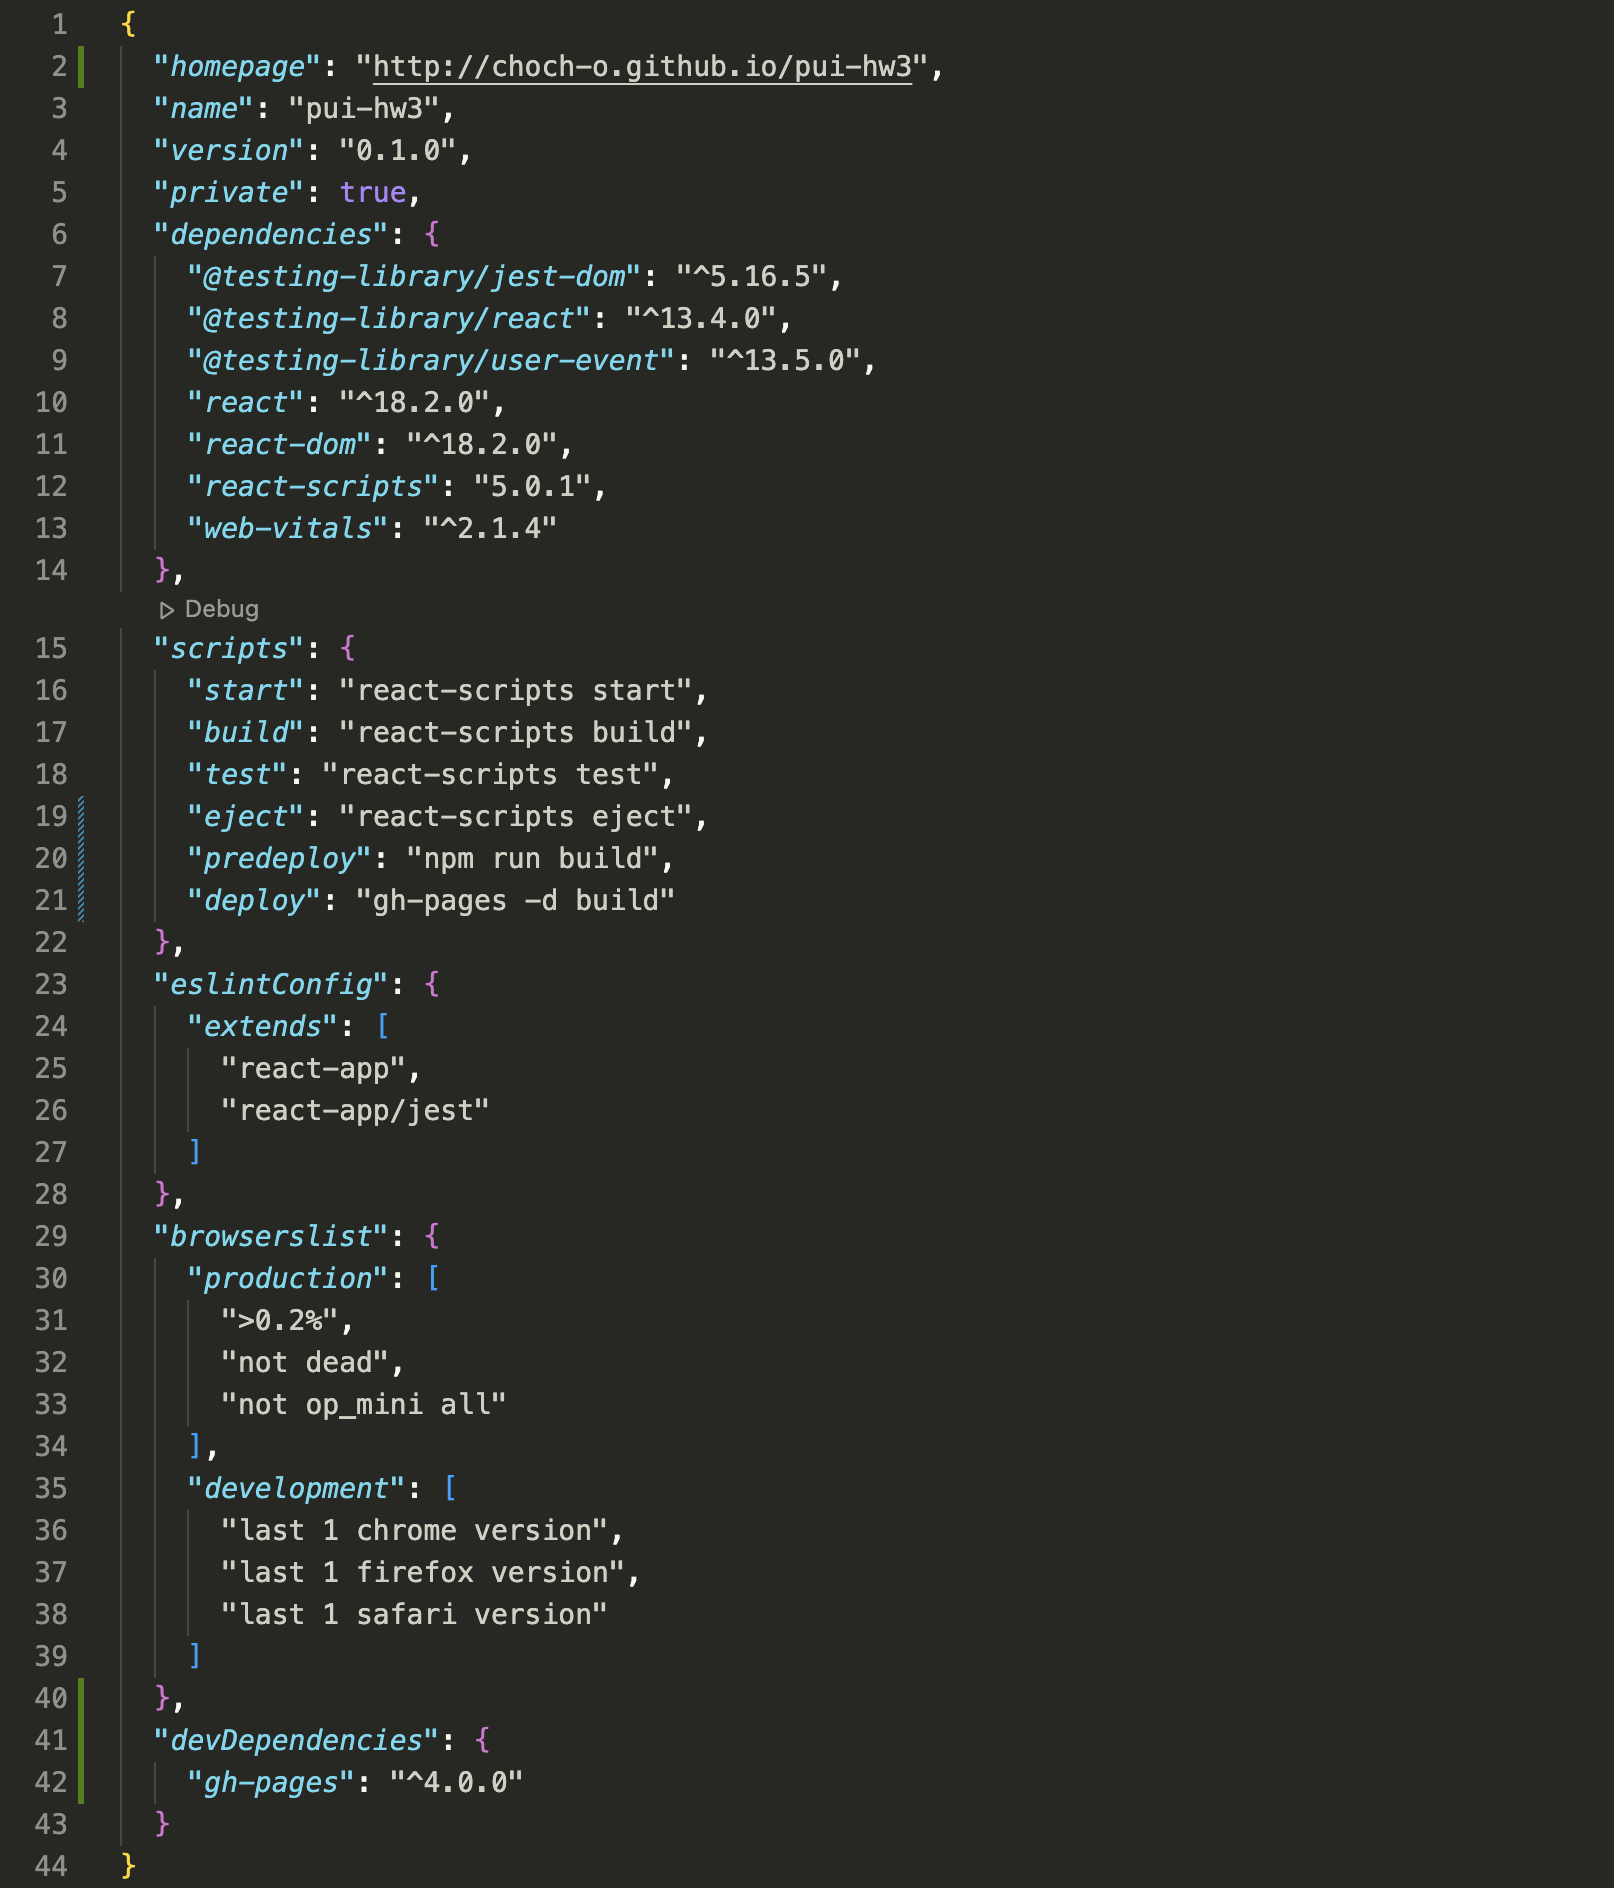 1 {
2 "homepage": "http://choch-o.github.io/pui-hw3",
3 "name": "pui-hw3",
4 "version": "0.1.0",
5 "private": true,
6 "dependencies": {
7 "@testing-library/jest-dom": "^5.16.5",
8 "@testing-library/react": "^13.4.0",
9 "@testing-library/user-event": "^13.5.0",
10 "react": "^18.2.0",
11 "react-dom": "^18.2.0",
12 "react-scripts": "5.0.1",
13 "web-vitals": "^2.1.4"
14 },
Debug
15 "scripts": {
16 "start": "react-scripts start",
17 "build": "react-scripts build",
18 "test": "react-scripts test",
19 "eject": "react-scripts eject",
20 "predeploy": "npm run build",
21 "deploy": "gh-pages -d build"
22 },
23 "eslintConfig": {
24 "extends": [
25 "react-app",
26 "react-app/jest"
27 ]
28 },
29 "browserslist": {
30 "production": [
31 ">0.2%",
32 "not dead",
33 "not op_mini all"
34 ],
35 "development": [
36 "last 1 chrome version",
37 "last 1 firefox version",
38 "last 1 safari version"
39 ]
40 },
41 "devDependencies": {
42 "gh-pages": "^4.0.0"
43 }
44 }